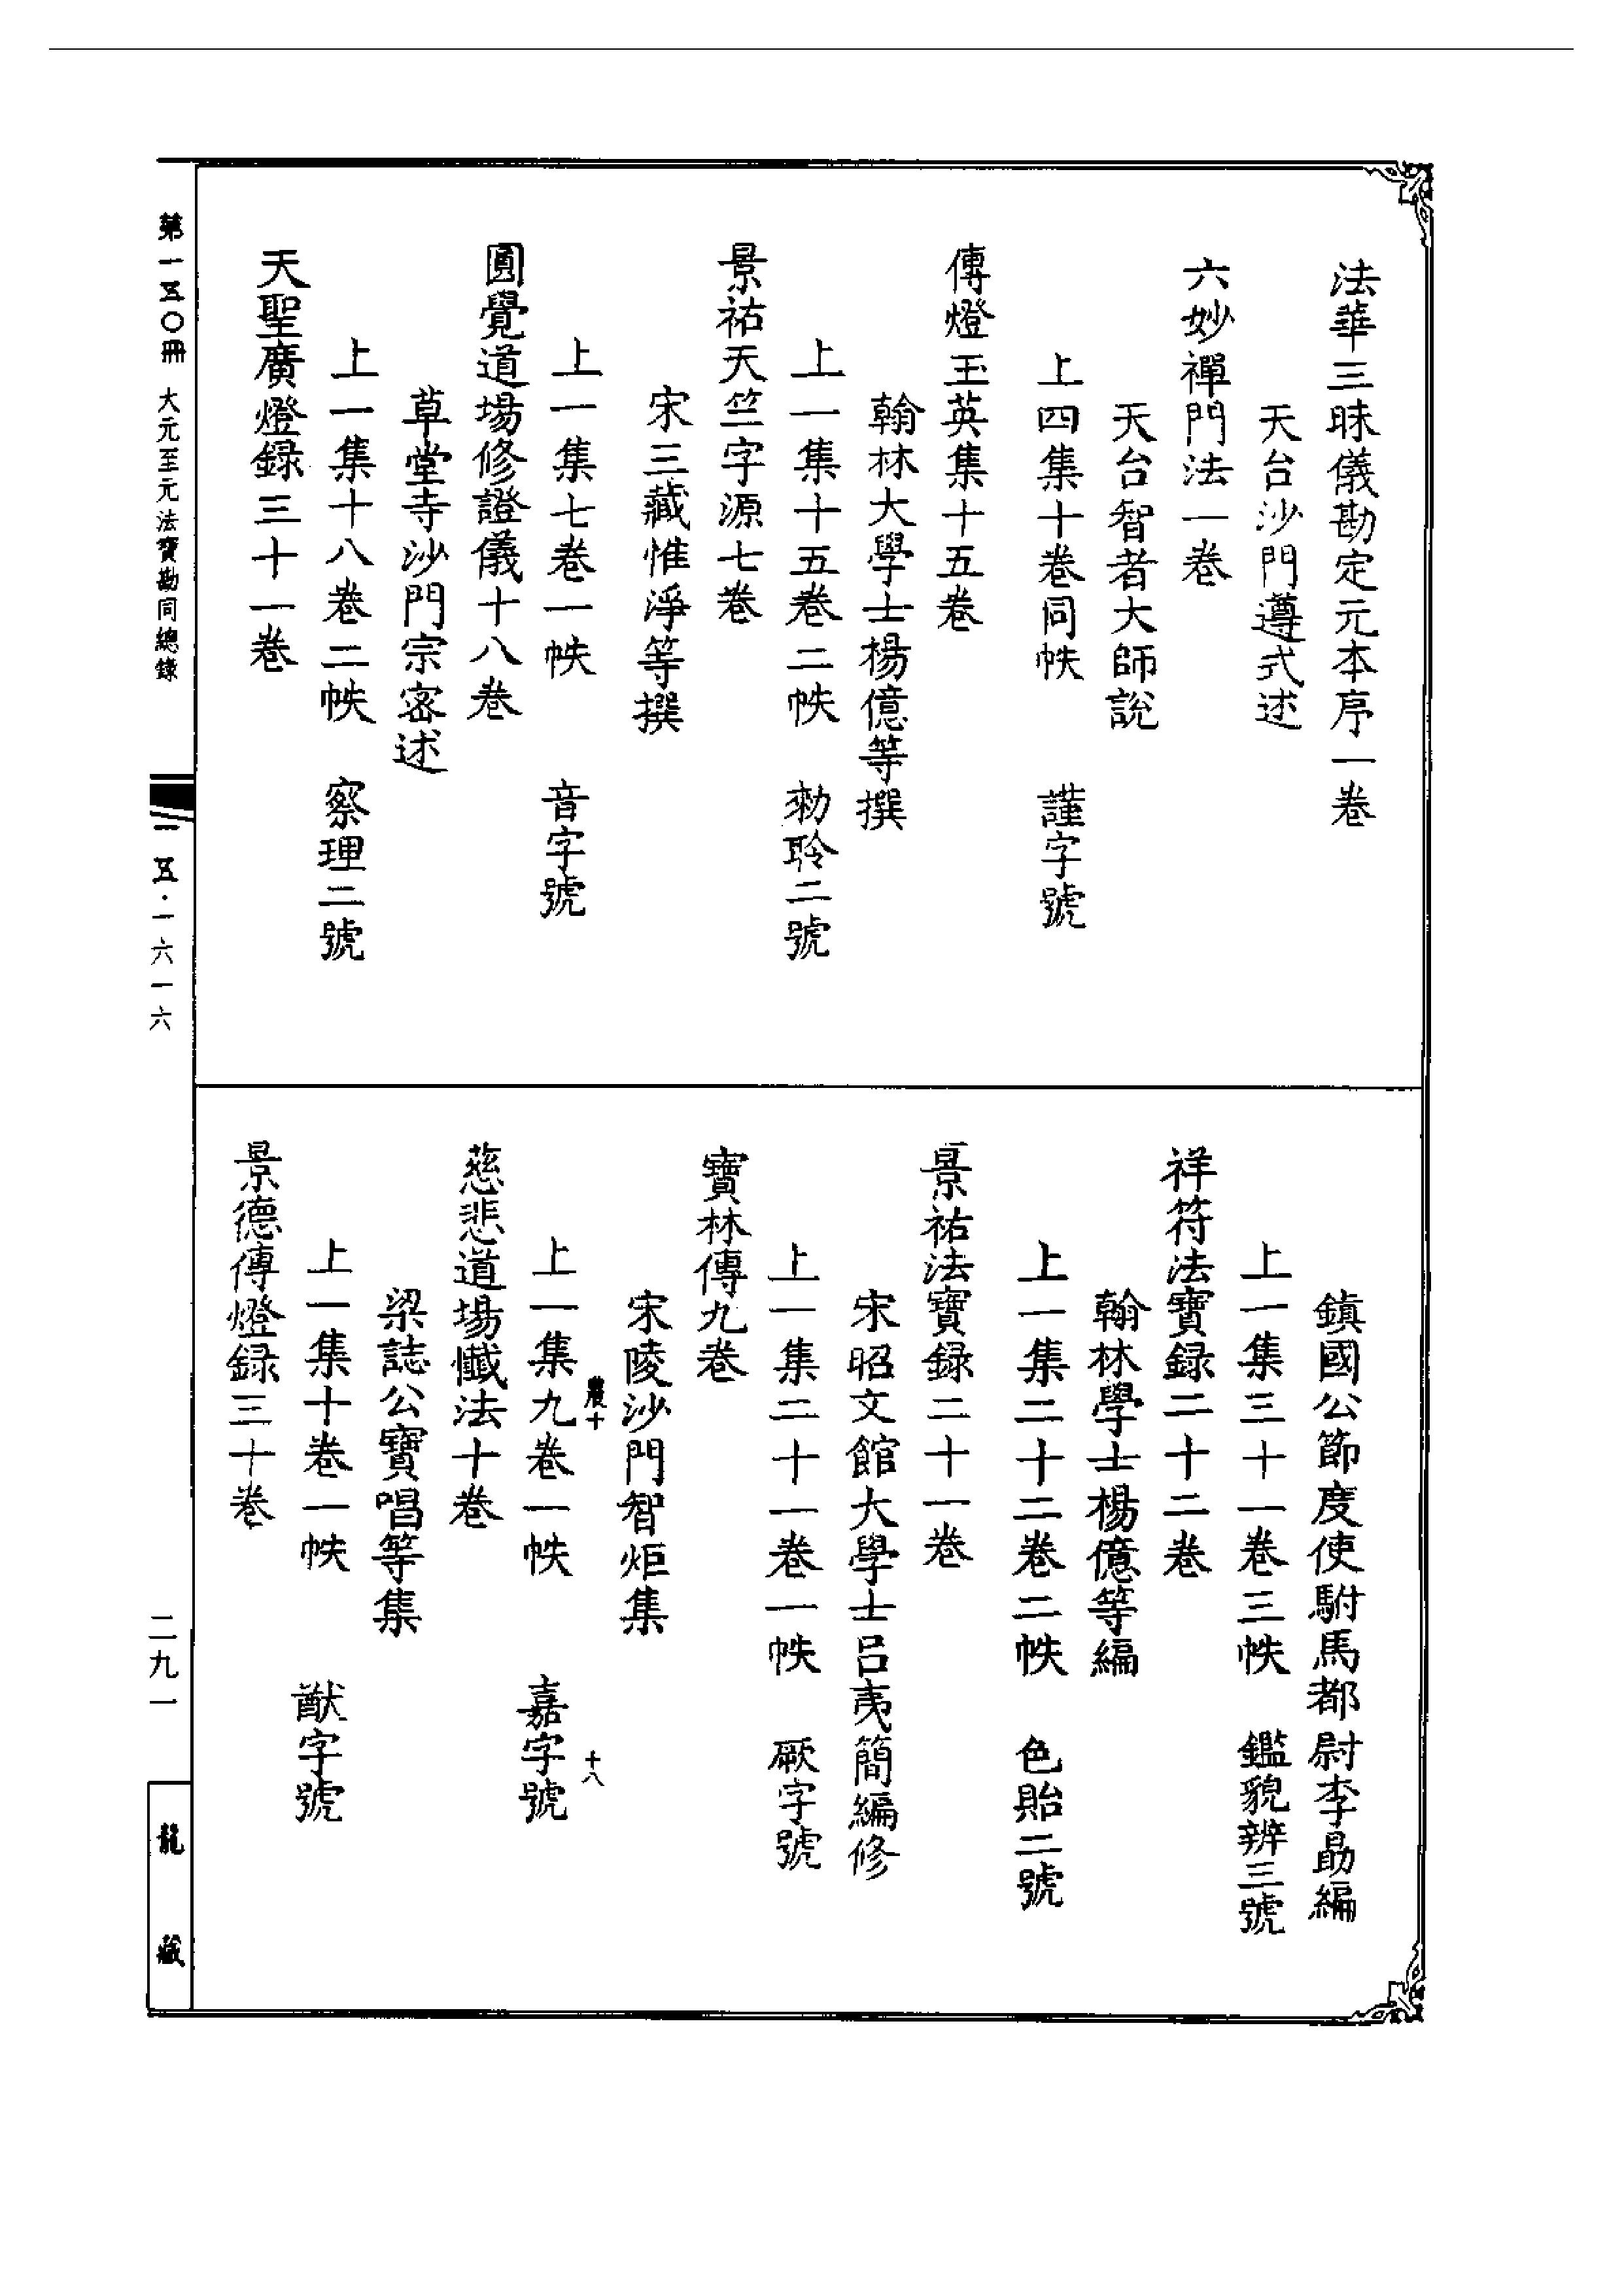 法華三昧儀勘定元本序一卷
天台沙門遵式述
六妙禪門法一卷
天台智者大師說
上四集十卷同帙　謹字號
傳燈玉英集十五卷
翰林大學士楊億等撰
上一集十五卷二帙　勑聆二號
景祐天竺字源七卷
宋三藏惟淨等撰
上一集七卷一帙　音字號
圓覺道場修證儀十八卷
草堂寺沙門宗密述
上一集十八卷二帙　察理二號
天聖廣燈録三十一卷
鎮國公節度使駙馬都尉李勗編
上一集三十一卷三帙　鑑貌辨三號
祥符法寶録二十二卷
翰林學士楊億等編
上一集二十二卷二帙　色貽二號
景祐法寶録二十一卷
宋昭文館大學士呂夷簡編修
上一集二十一卷一帙　厥字號
寶林傳九卷
宋陵沙門智炬集
農十　十八
上一集九卷一帙　嘉字號
慈悲道場懺法十卷
梁誌公寶唱等集
上一集十卷一帙　猷字號
景德傳燈録三十卷
第一五〇冊　大元至元法寶勘同總錄
一五·一六一六
二九一
龍藏